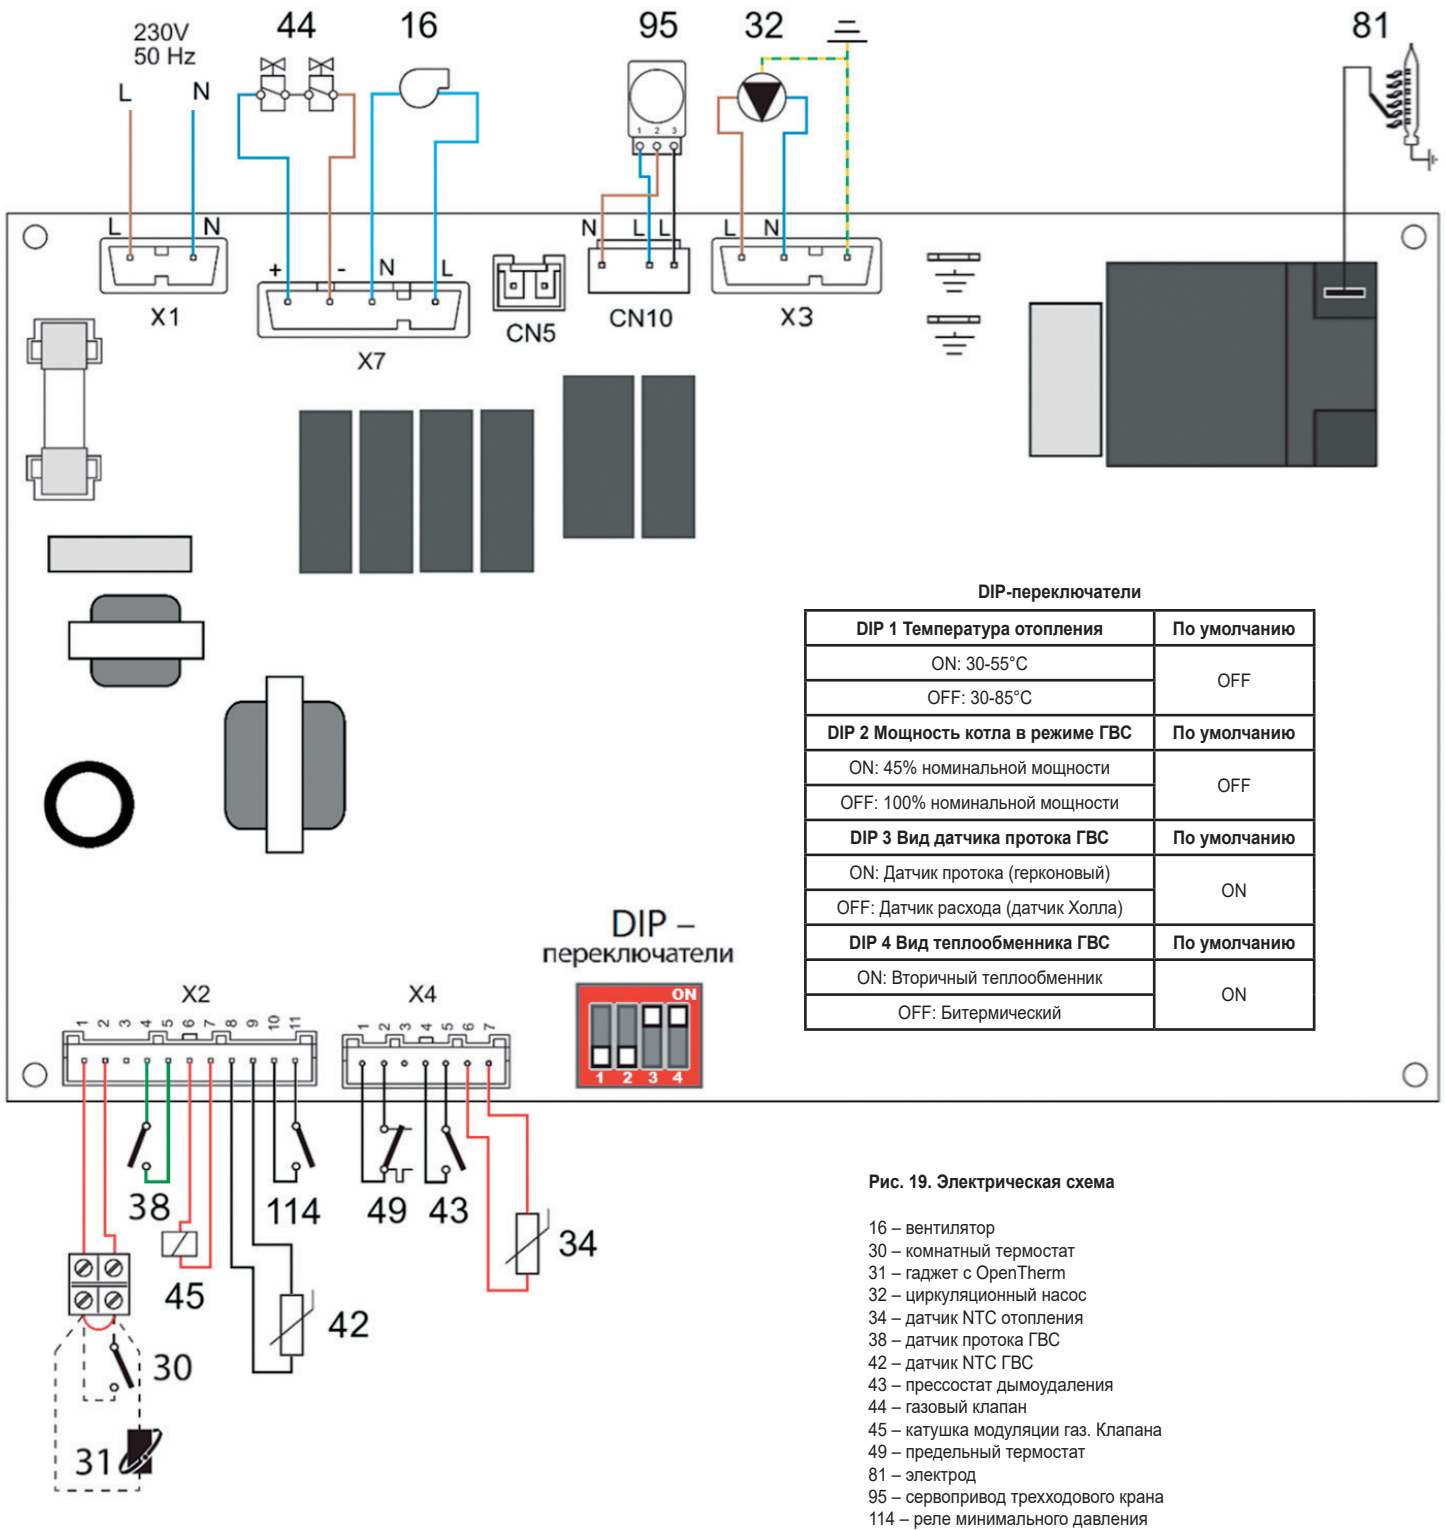 230V
50 Hz
44
16
95
32
81
L
N
1 2 3
L
N
+
-
N
L
N
L
L
L
N
X1
X7
CN5
CN10
X3
DIP-переключатели
DIP 1 Температура отопления
По умолчанию
ON: 30-55°C
OFF: 30-85°C
OFF
DIP 2 Мощность котла в режиме ГВС
По умолчанию
ON: 45% номинальной мощности
OFF: 100% номинальной мощности
OFF
DIP 3 Вид датчика протока ГВС
По умолчанию
ON: Датчик протока (герконовый)
OFF: Датчик расхода (датчик Холла)
ON
DIP 4 Вид теплообменника ГВС
По умолчанию
ON: Вторичный теплообменник
OFF: Битермический
ON
DIP –
переключатели
ON
1 2 3 4
X2
1 2 3 4 5 6 7 8 9 10 11
X4
1 2 3 4 5 6 7
38
114
49
43
34
45
42
30
31
Рис. 19. Электрическая схема
16 – вентилятор
30 – комнатный термостат
31 – гаджет с OpenTherm
32 – циркуляционный насос
34 – датчик NTC отопления
38 – датчик протока ГВС
42 – датчик NTC ГВС
43 – прессостат дымоудаления
44 – газовый клапан
45 – катушка модуляции газ. Клапана
49 – предельный термостат
81 – электрод
95 – сервопривод трехходового крана
114 – реле минимального давления